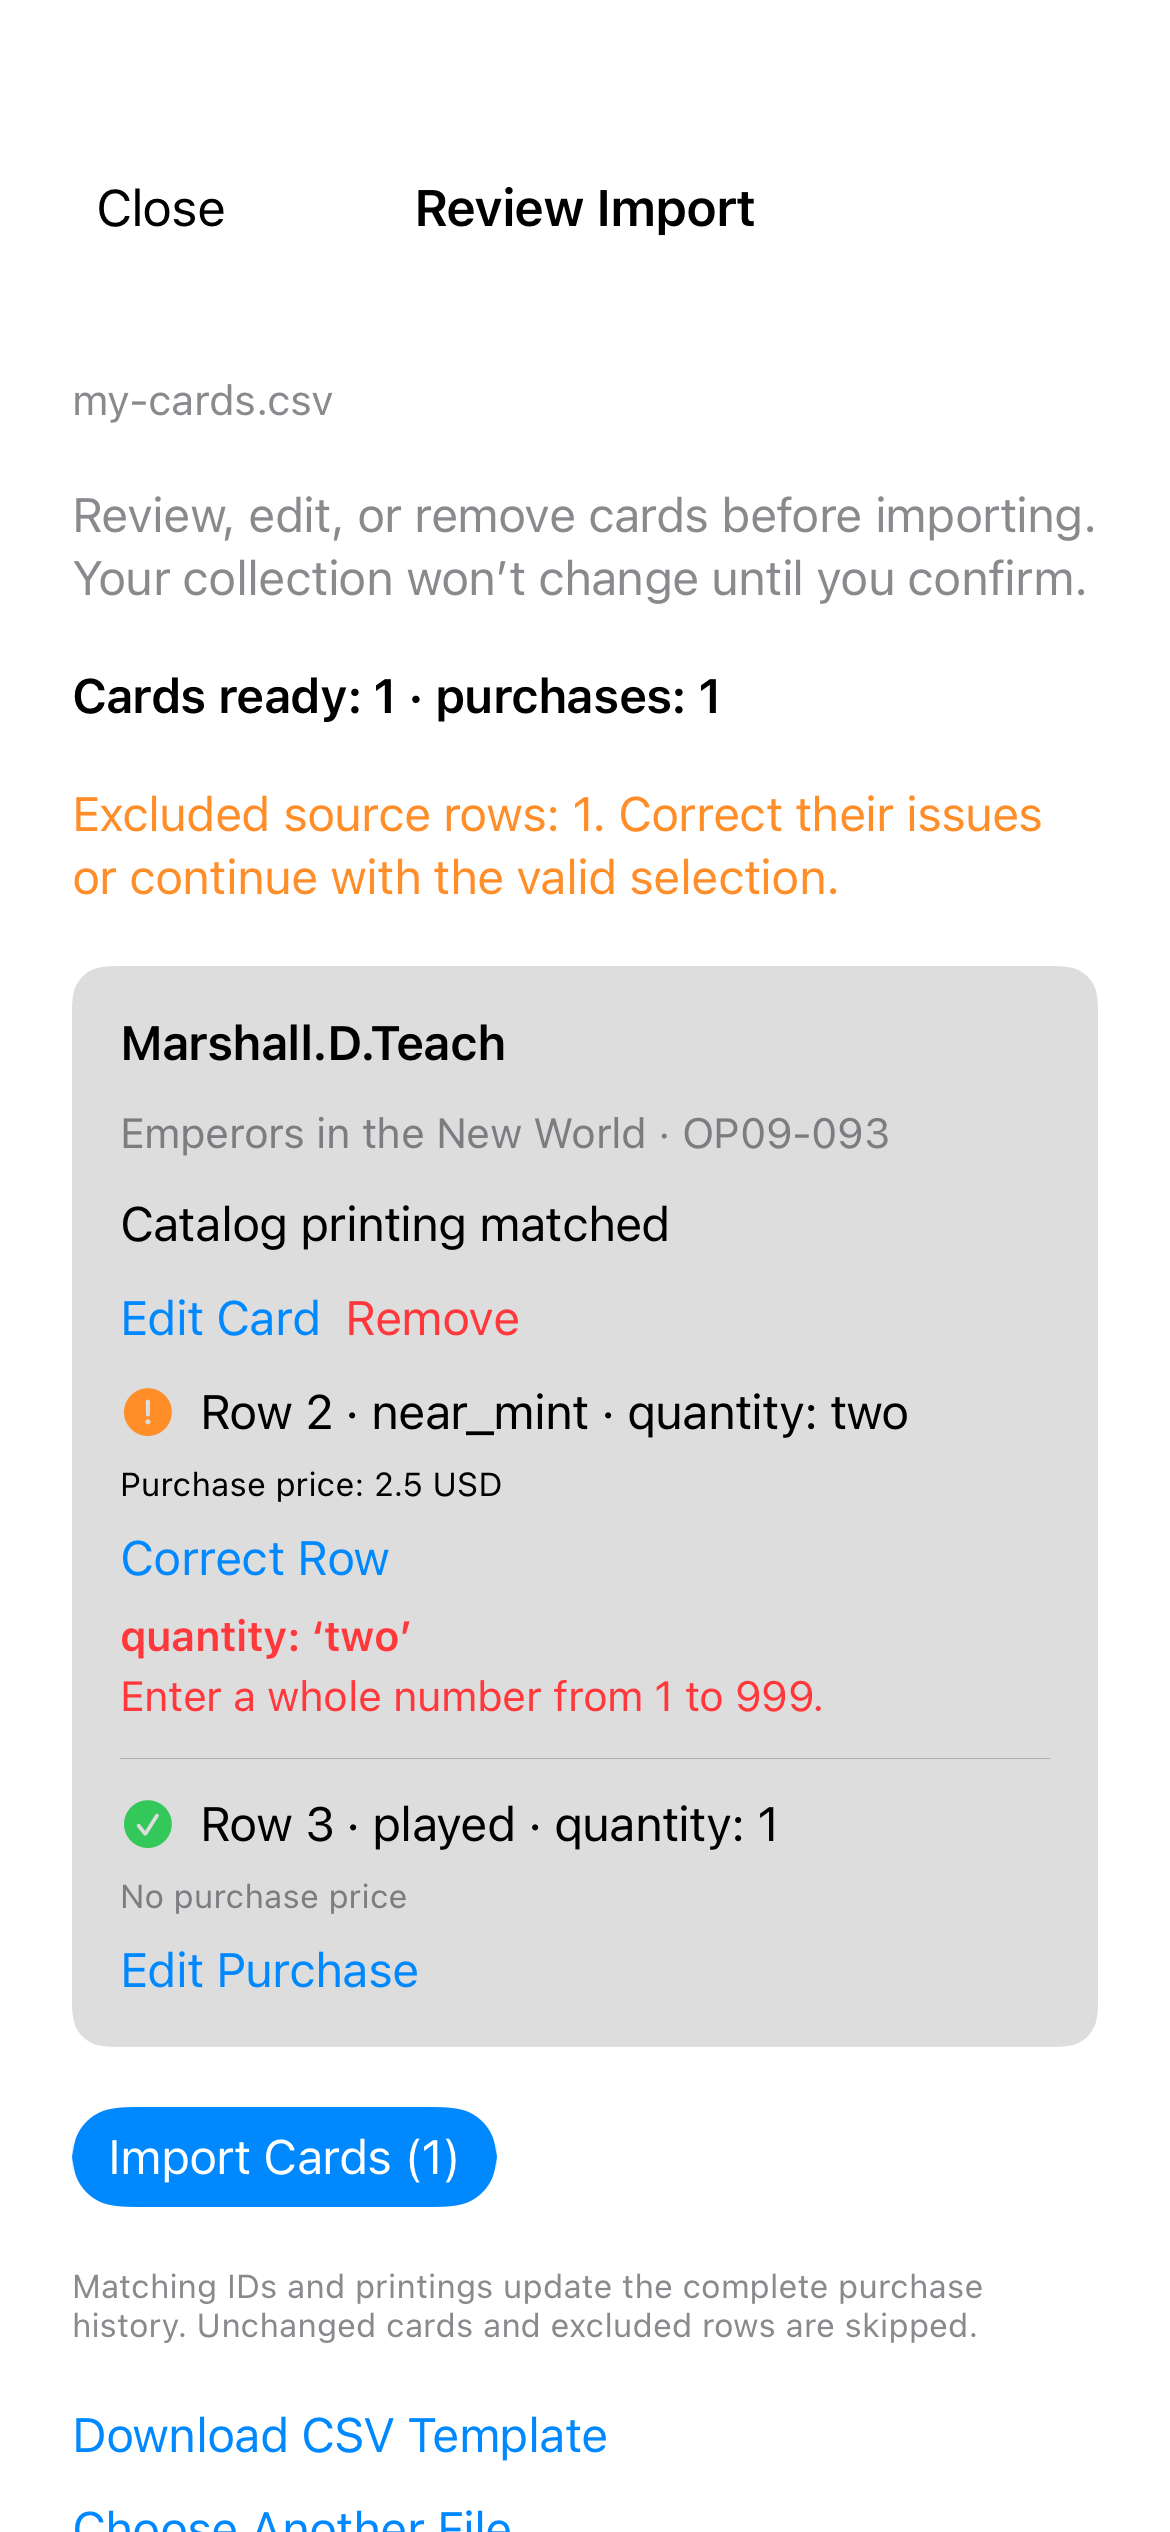 Close
Review Import
my-cards.csv
Review, edit, or remove cards before importing.
Your collection won’t change until you confirm.
Cards ready: 1 · purchases: 1
Excluded source rows: 1. Correct their issues
or continue with the valid selection.
Marshall.D.Teach
Emperors in the New World · OP09-093
Catalog printing matched
Edit Card Remove
Row 2 · near_mint · quantity: two
Purchase price: 2.5 USD
Correct Row
quantity: ‘two’
Enter a whole number from 1 to 999.
Row 3 · played · quantity: 1
No purchase price
Edit Purchase
Import Cards (1)
Matching IDs and printings update the complete purchase
history. Unchanged cards and excluded rows are skipped.
Download CSV Template
Choose Another File